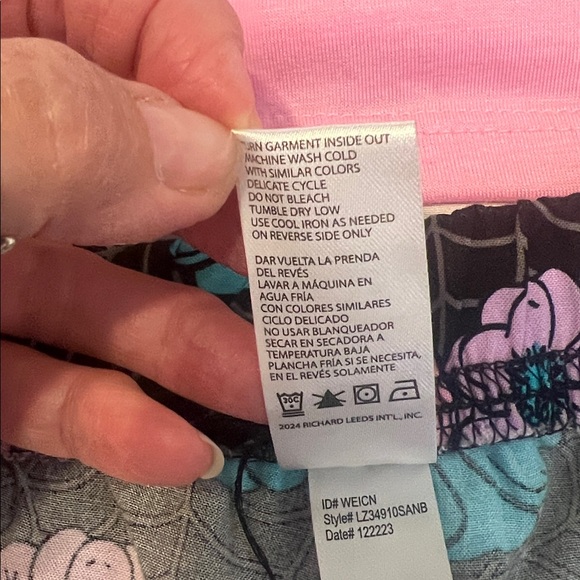 TURN GARMENT INSIDE OUT
MACHINE WASH COLD
WITH SIMILAR COLORS
DELICATE CYCLE
DO NOT BLEACH
TUMBLE DRY LOW
USE COOL IRON AS NEEDED
ON REVERSE SIDE ONLY
DAR VUELTA LA PRENDA
DEL REVÉS
LAVAR A MÁQUINA EN
AGUA FRÍA
CON COLORES SIMILARES
CICLO DELICADO
NO USAR BLANQUEADOR
SECAR EN SECADORA A
TEMPERATURA BAJA
PLANCHA FRÍA SI SE NECESITA,
EN EL REVÉS SOLAMENTE
30C
2024 RICHARD LEEDS INT'L., INC.
ID# WEICN
Style# LZ34910SANB
Date# 122223